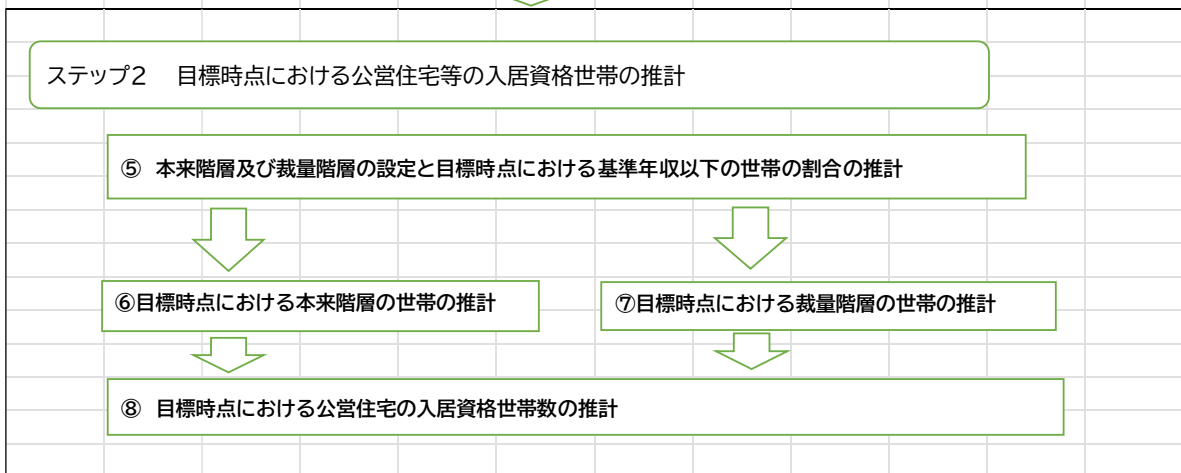 ステップ2 目標時点における公営住宅等の入居資格世帯の推計
⑤ 本来階層及び裁量階層の設定と目標時点における基準年収以下の世帯の割合の推計
⑥目標時点における本来階層の世帯の推計
⑦目標時点における裁量階層の世帯の推計
⑧ 目標時点における公営住宅の入居資格世帯数の推計